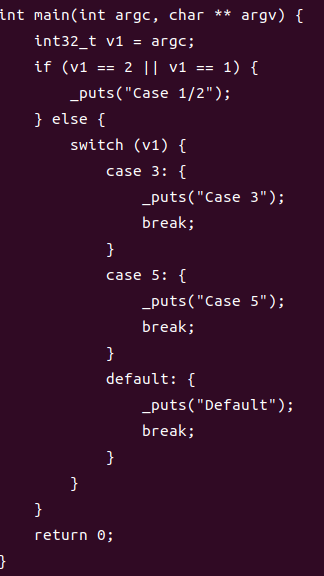 int main(int argc, char ** argv) {
    int32_t v1 = argc;
    if (v1 == 2 || v1 == 1) {
        _puts("Case 1/2");
    } else {
        switch (v1) {
            case 3: {
                _puts("Case 3");
                break;
            }
            case 5: {
                _puts("Case 5");
                break;
            }
            default: {
                _puts("Default");
                break;
            }
        }
    }
    return 0;
}